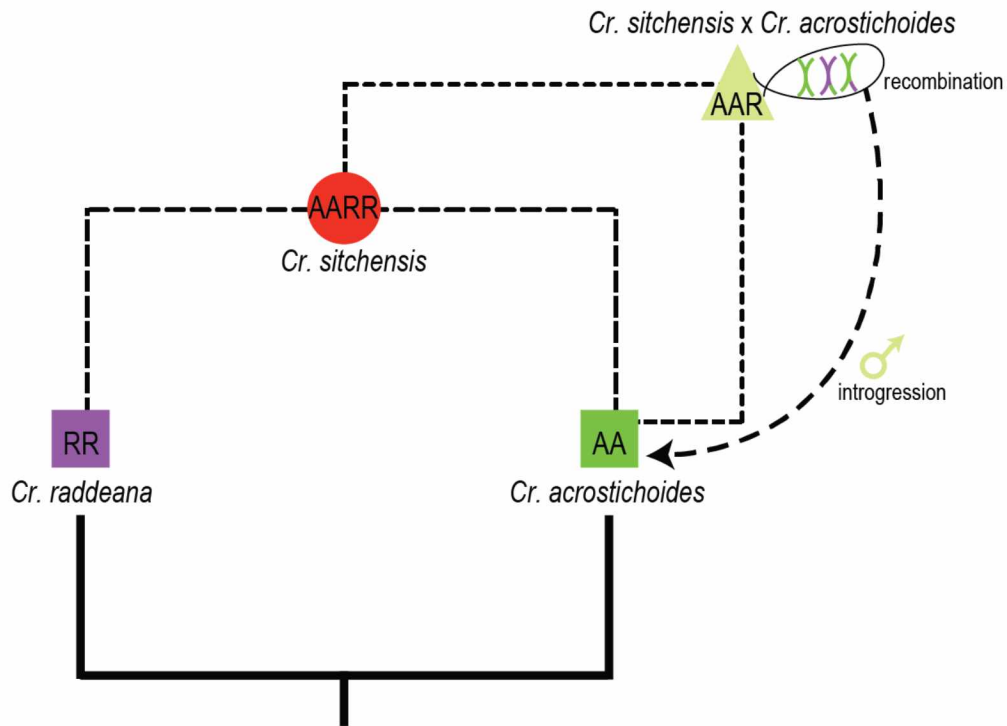 Cr. sitchensis x Cr. acrostichoides
AAR
recombination
AARR
Cr. sitchensis
introgression
RR
AA
Cr. raddeana
Cr. acrostichoides